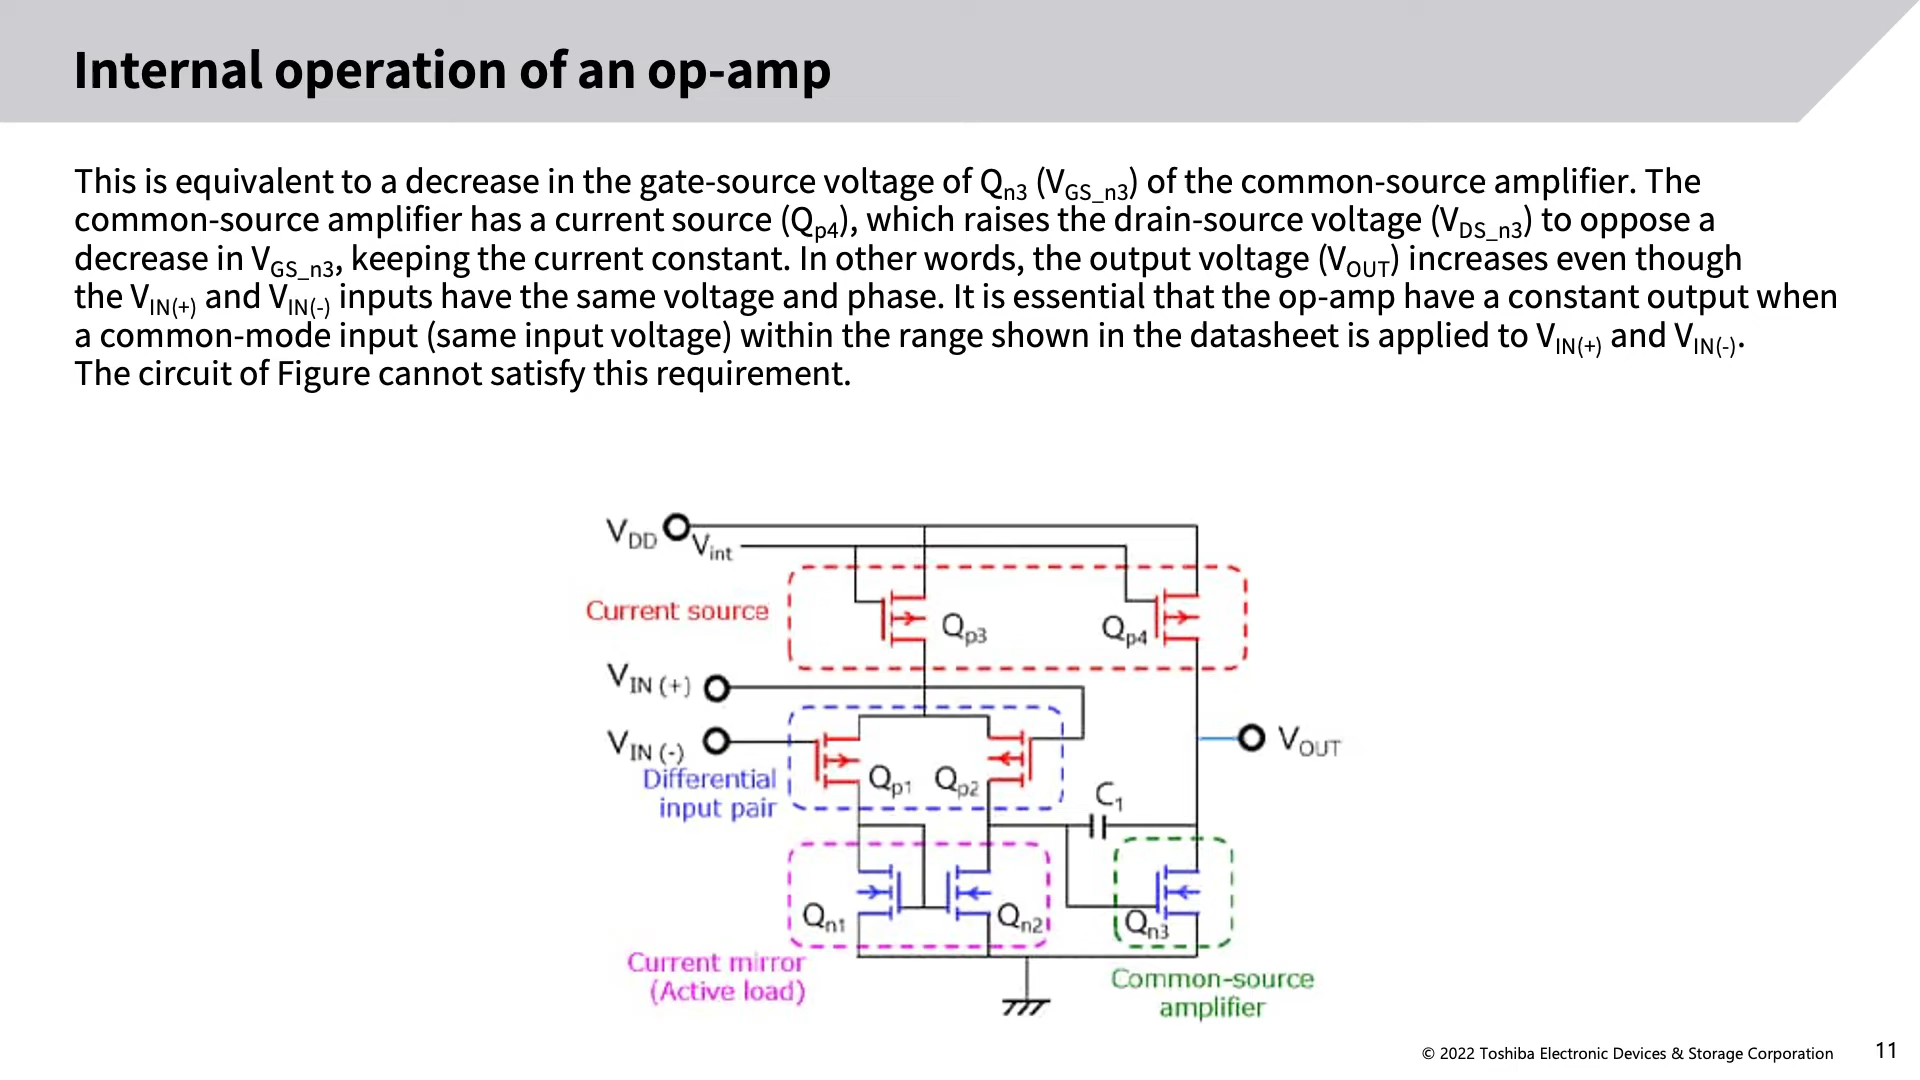 Internal operation of an op-amp
This is equivalent to a decrease in the gate-source voltage of Qn3 (VGS_n3) of the common-source amplifier. The
common-source amplifier has a current source (Qp4), which raises the drain-source voltage (VDS_n3) to oppose a
decrease in VGS_n3, keeping the current constant. In other words, the output voltage (VOUT) increases even though
the VIN(+) and VIN(-) inputs have the same voltage and phase. It is essential that the op-amp have a constant output when
a common-mode input (same input voltage) within the range shown in the datasheet is applied to VIN(+) and VIN(-).
The circuit of Figure cannot satisfy this requirement.
VDD
Vint
Current source
Qp3
Qp4
VIN (+)
VIN (-)
VOUT
Differential
input pair
Qp1
Qp2
C1
Qn1
Qn2
Qn3
Current mirror
(Active load)
Common-source
amplifier
© 2022 Toshiba Electronic Devices & Storage Corporation
11